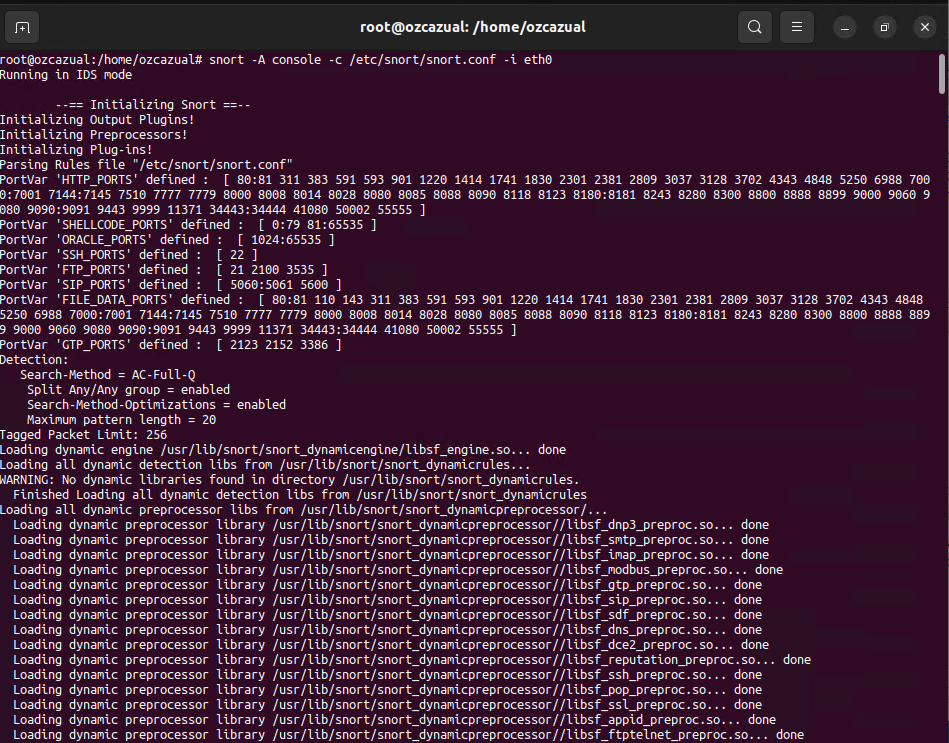 root@ozcazual: /home/ozcazual
root@ozcazual:/home/ozcazual# snort -A console -c /etc/snort/snort.conf -i eth0
Running in IDS mode
--== Initializing Snort ==--
Initializing Output Plugins!
Initializing Preprocessors!
Initializing Plug-ins!
Parsing Rules file "/etc/snort/snort.conf"
PortVar 'HTTP_PORTS' defined :  [ 80:81 311 383 591 593 901 1220 1414 1741 1830 2301 2381 2809 3037 3128 3702 4343 4848 5250 6988 700
0:7001 7144:7145 7510 7777 7779 8000 8008 8014 8028 8080 8085 8088 8090 8118 8123 8180:8181 8243 8280 8300 8800 8888 8899 9000 9060 9
080 9090:9091 9443 9999 11371 34443:34444 41080 50002 55555 ]
PortVar 'SHELLCODE_PORTS' defined :  [ 0:79 81:65535 ]
PortVar 'ORACLE_PORTS' defined :  [ 1024:65535 ]
PortVar 'SSH_PORTS' defined :  [ 22 ]
PortVar 'FTP_PORTS' defined :  [ 21 2100 3535 ]
PortVar 'SIP_PORTS' defined :  [ 5060:5061 5600 ]
PortVar 'FILE_DATA_PORTS' defined :  [ 80:81 110 143 311 383 591 593 901 1220 1414 1741 1830 2301 2381 2809 3037 3128 3702 4343 4848
5250 6988 7000:7001 7144:7145 7510 7777 7779 8000 8008 8014 8028 8080 8085 8088 8090 8118 8123 8180:8181 8243 8280 8300 8800 8888 889
9 9000 9060 9080 9090:9091 9443 9999 11371 34443:34444 41080 50002 55555 ]
PortVar 'GTP_PORTS' defined :  [ 2123 2152 3386 ]
Detection:
Search-Method = AC-Full-Q
Split Any/Any group = enabled
Search-Method-Optimizations = enabled
Maximum pattern length = 20
Tagged Packet Limit: 256
Loading dynamic engine /usr/lib/snort/snort_dynamicengine/libsf_engine.so... done
Loading all dynamic detection libs from /usr/lib/snort/snort_dynamicrules...
WARNING: No dynamic libraries found in directory /usr/lib/snort/snort_dynamicrules.
Finished Loading all dynamic detection libs from /usr/lib/snort/snort_dynamicrules
Loading all dynamic preprocessor libs from /usr/lib/snort/snort_dynamicpreprocessor/...
Loading dynamic preprocessor library /usr/lib/snort/snort_dynamicpreprocessor//libsf_dnp3_preproc.so... done
Loading dynamic preprocessor library /usr/lib/snort/snort_dynamicpreprocessor//libsf_smtp_preproc.so... done
Loading dynamic preprocessor library /usr/lib/snort/snort_dynamicpreprocessor//libsf_imap_preproc.so... done
Loading dynamic preprocessor library /usr/lib/snort/snort_dynamicpreprocessor//libsf_modbus_preproc.so... done
Loading dynamic preprocessor library /usr/lib/snort/snort_dynamicpreprocessor//libsf_gtp_preproc.so... done
Loading dynamic preprocessor library /usr/lib/snort/snort_dynamicpreprocessor//libsf_sip_preproc.so... done
Loading dynamic preprocessor library /usr/lib/snort/snort_dynamicpreprocessor//libsf_sdf_preproc.so... done
Loading dynamic preprocessor library /usr/lib/snort/snort_dynamicpreprocessor//libsf_dns_preproc.so... done
Loading dynamic preprocessor library /usr/lib/snort/snort_dynamicpreprocessor//libsf_dce2_preproc.so... done
Loading dynamic preprocessor library /usr/lib/snort/snort_dynamicpreprocessor//libsf_reputation_preproc.so... done
Loading dynamic preprocessor library /usr/lib/snort/snort_dynamicpreprocessor//libsf_ssh_preproc.so... done
Loading dynamic preprocessor library /usr/lib/snort/snort_dynamicpreprocessor//libsf_pop_preproc.so... done
Loading dynamic preprocessor library /usr/lib/snort/snort_dynamicpreprocessor//libsf_ssl_preproc.so... done
Loading dynamic preprocessor library /usr/lib/snort/snort_dynamicpreprocessor//libsf_appid_preproc.so... done
Loading dynamic preprocessor library /usr/lib/snort/snort_dynamicpreprocessor//libsf_ftptelnet_preproc.so... done